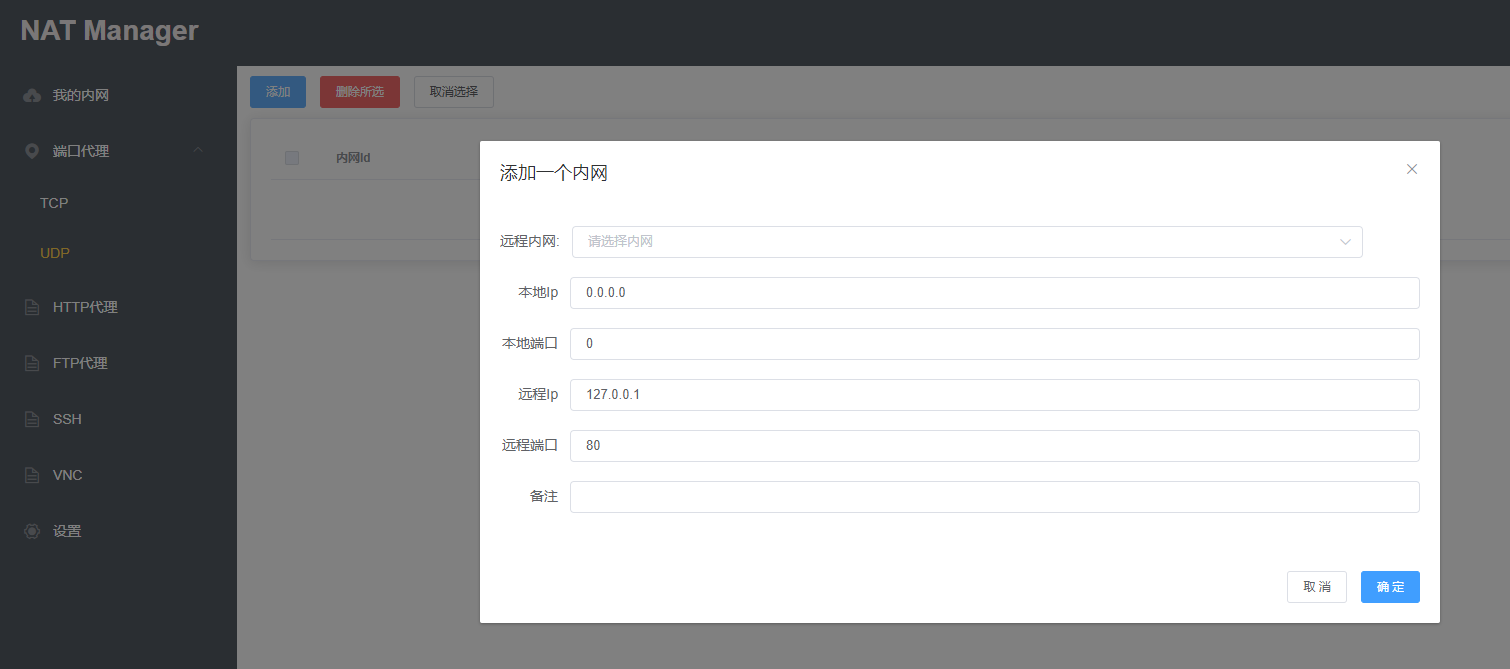 NAT Manager
我的内网
端口代理
TCP
UDP
HTTP代理
FTP代理
SSH
VNC
设置
添加
删除所选
取消选择
内网Id
添加一个内网
远程内网: 请选择内网
本地Ip 0.0.0.0
本地端口 0
远程Ip 127.0.0.1
远程端口 80
备注
取消
确定